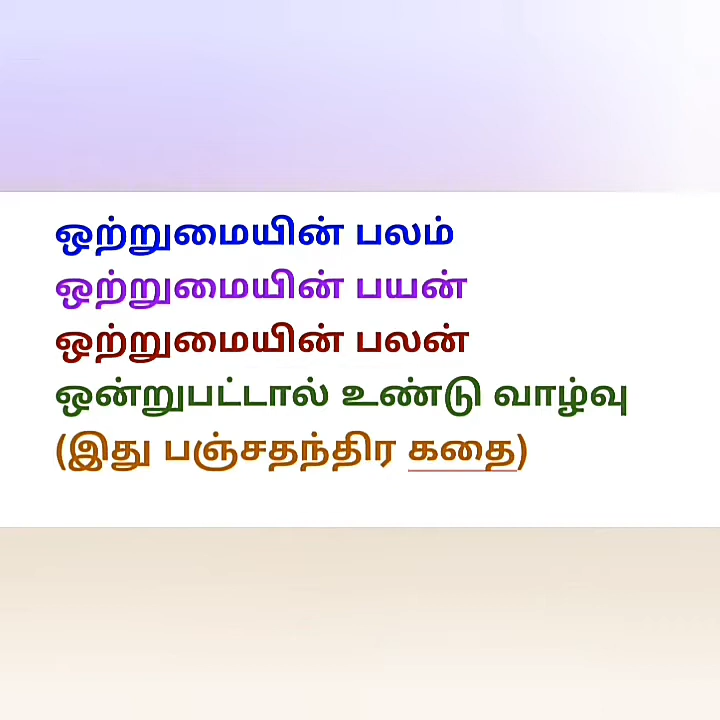 ஒற்றுமையின் பலம்
ஒற்றுமையின் பயன்
ஒற்றுமையின் பலன்
ஒன்றுபட்டால் உண்டு வாழ்வு
(இது பஞ்சதந்திர கதை)